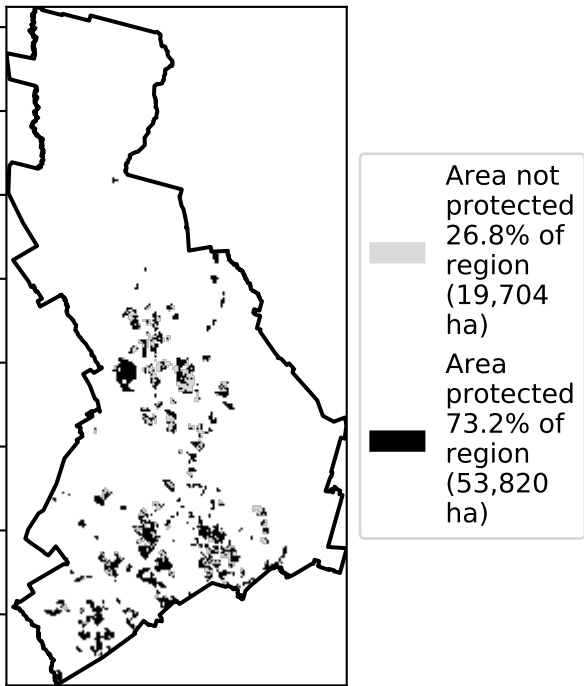 Area not
protected
26.8% of
region
(19,704
ha)
Area
protected
73.2% of
region
(53,820
ha)